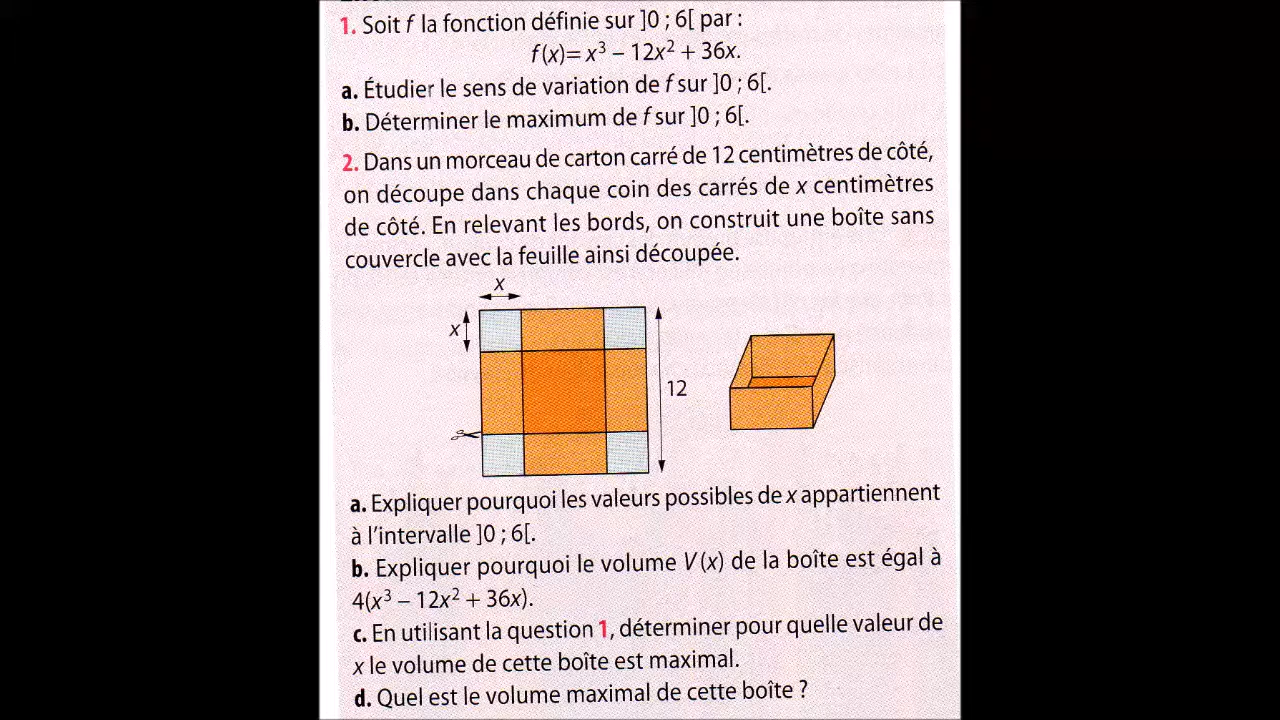 1. Soit f la fonction définie sur ]0 ; 6[ par :
f(x)= x³ – 12x² + 36x.
a. Étudier le sens de variation de f sur ]0 ; 6[.
b. Déterminer le maximum de f sur ]0 ; 6[.
2. Dans un morceau de carton carré de 12 centimètres de côté,
on découpe dans chaque coin des carrés de x centimètres
de côté. En relevant les bords, on construit une boîte sans
couvercle avec la feuille ainsi découpée.
x
x
12
a. Expliquer pourquoi les valeurs possibles de x appartiennent
à l'intervalle ]0 ; 6[.
b. Expliquer pourquoi le volume V(x) de la boîte est égal à
4(x³ – 12x² + 36x).
c. En utilisant la question 1, déterminer pour quelle valeur de
x le volume de cette boîte est maximal.
d. Quel est le volume maximal de cette boîte ?